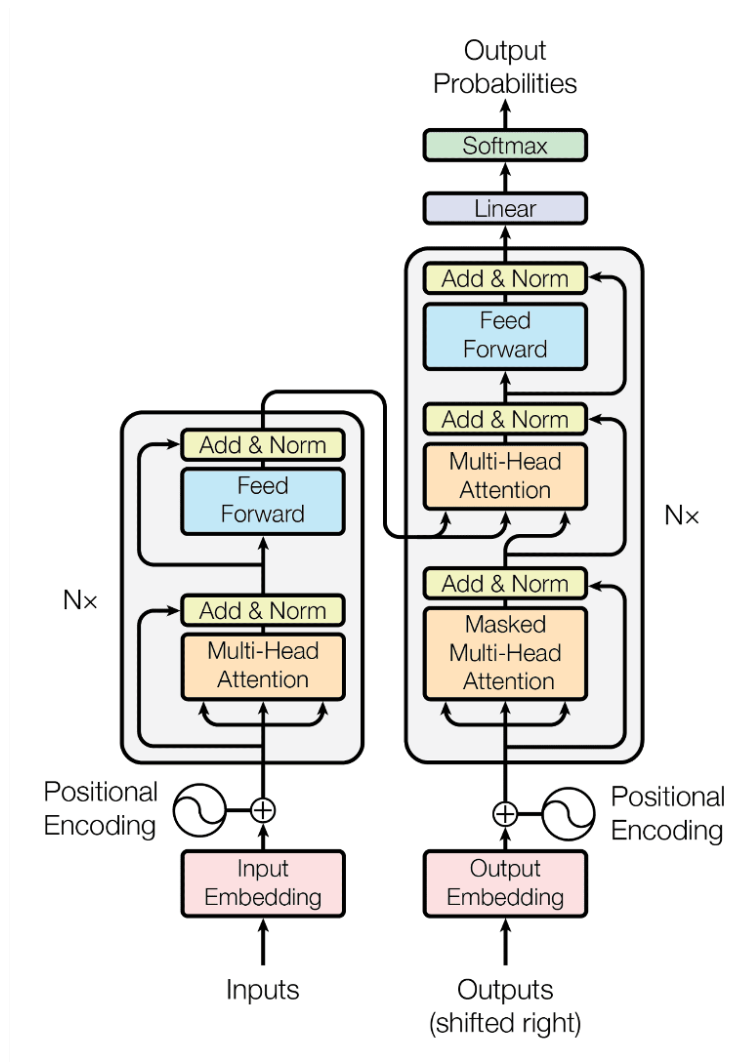 Output
Probabilities
Softmax
Linear
Add & Norm
Feed
Forward
Add & Norm
Multi-Head
Attention
Nx
Add & Norm
Masked
Multi-Head
Attention
Add & Norm
Feed
Forward
N×
Add & Norm
Multi-Head
Attention
Positional
Encoding
Positional
Encoding
Input
Embedding
Output
Embedding
Inputs
Outputs
(shifted right)